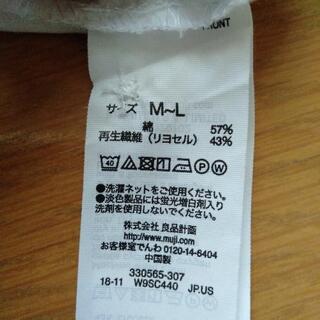 FRONT
サイズ M~L
綿 57%
再生繊維（リヨセル） 43%
40 P W
●洗濯ネットをご使用ください。
●淡色製品には蛍光増白剤入り
洗剤を使用しないでください。
株式会社 良品計画
http://www.muji.com/
お客様室でんわ 0120-14-6404
中国製
330565-307
18-11 W9SC440 JP.US